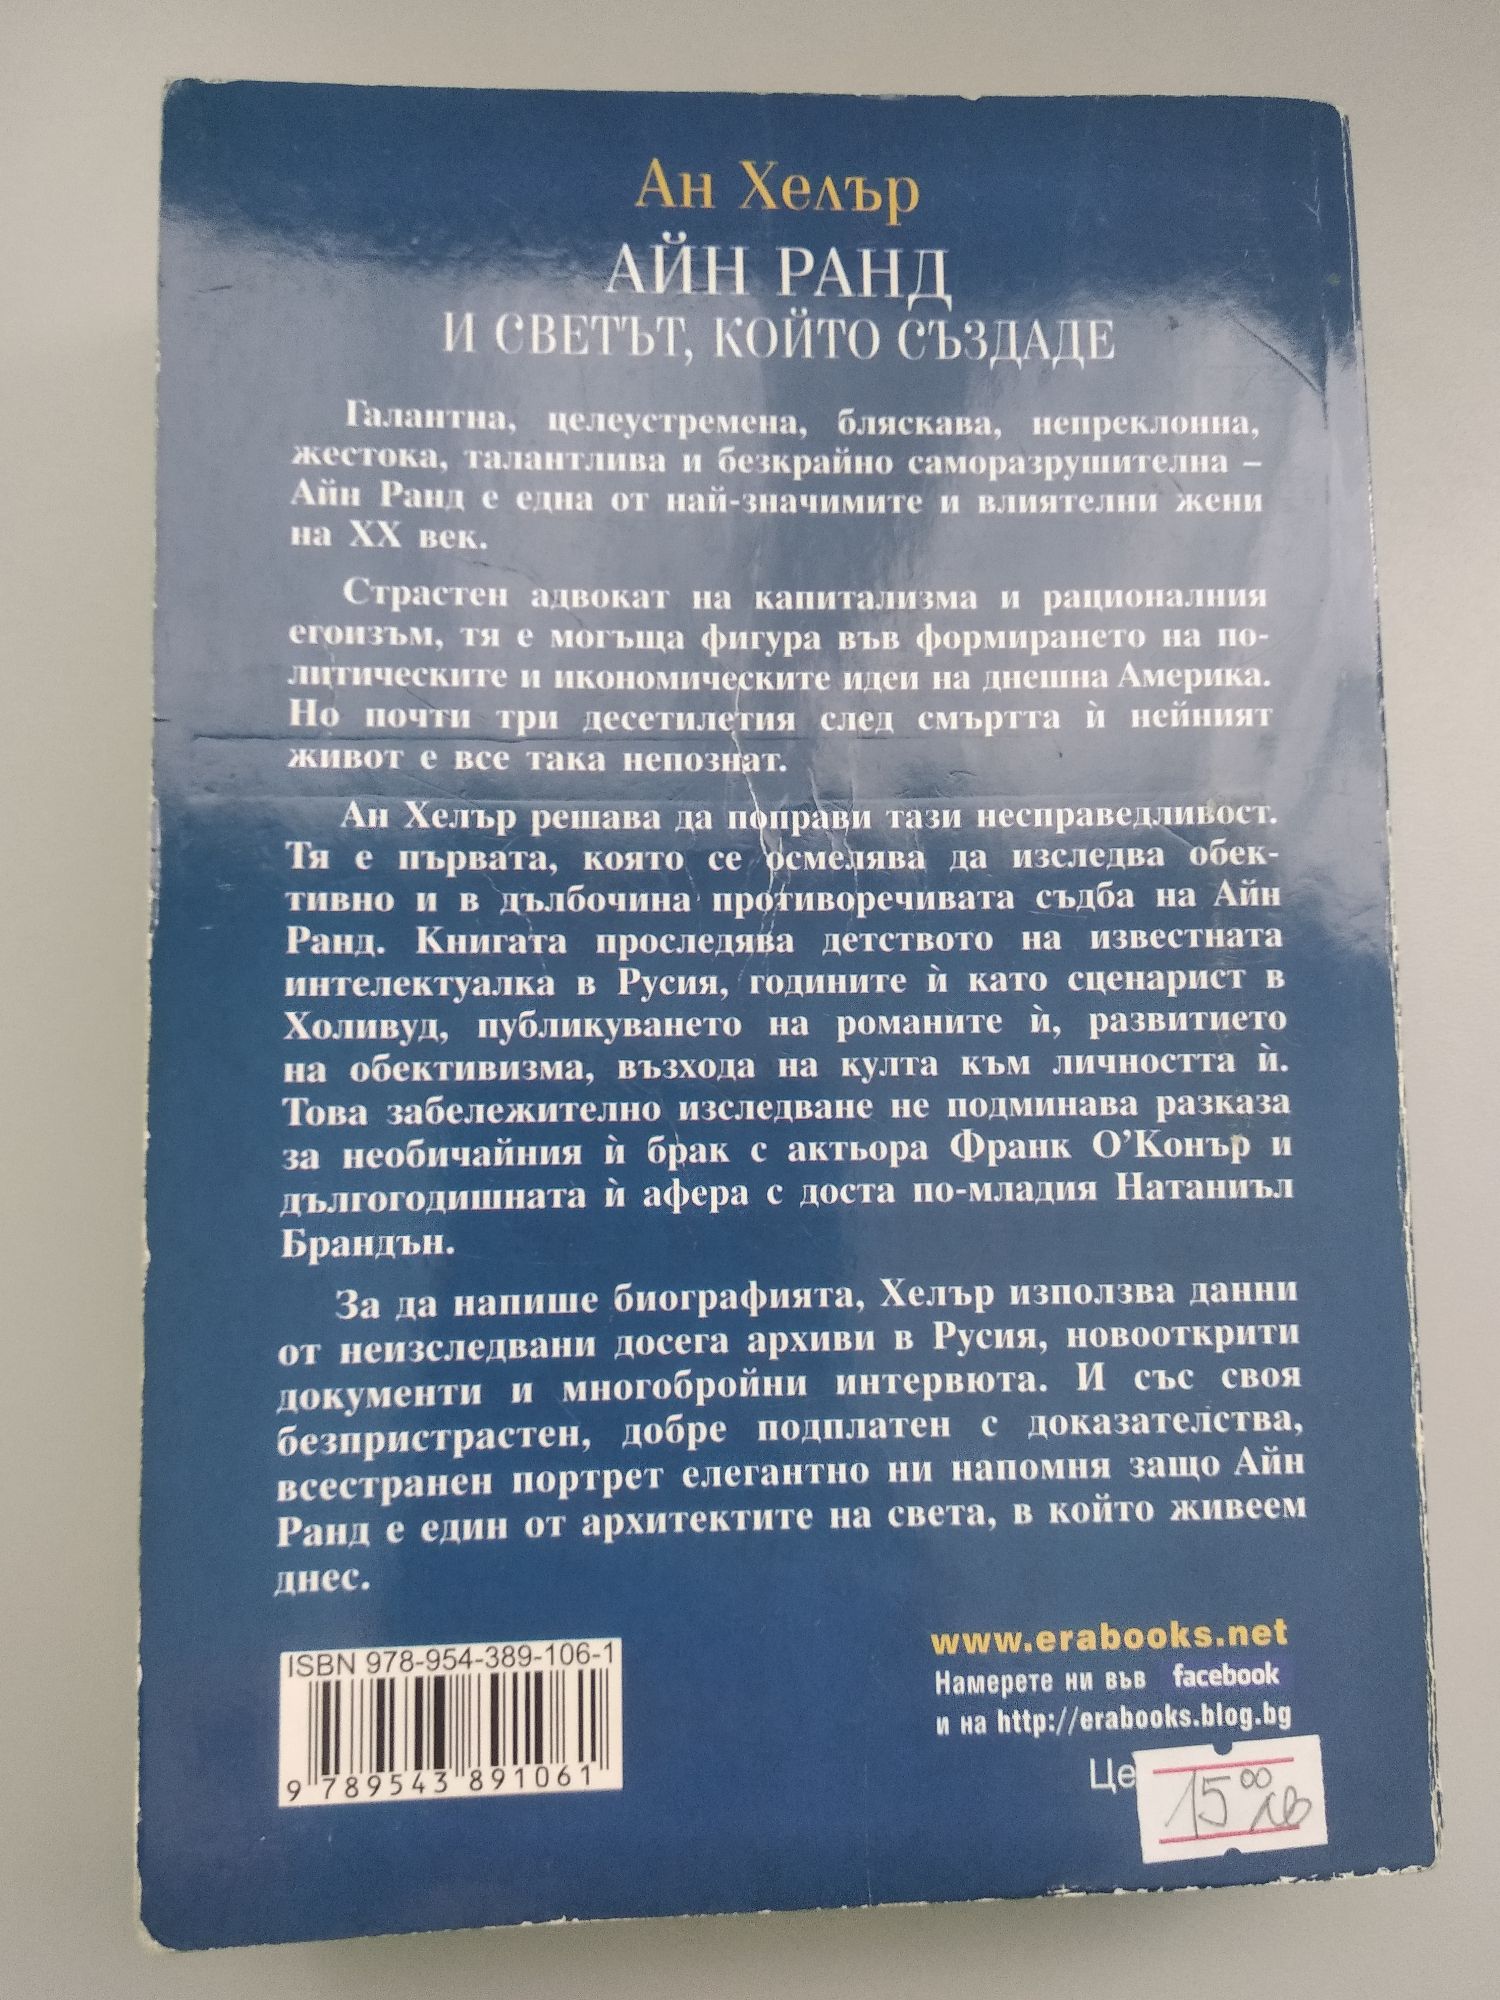 Ан Хелър
АЙН РАНД
И СВЕТЪТ, КОЙТО СЪЗДАДЕ
Галантна, целеустремена, бляскава, непреклонна,
жестока, талантлива и безкрайно саморазрушителна –
Айн Ранд е една от най-значимите и влиятелни жени
на XX век.
Страстен адвокат на капитализма и рационалния
егоизъм, тя е могъща фигура във формирането на по-
литическите и икономическите идеи на днешна Америка.
Но почти три десетилетия след смъртта ѝ нейният
живот е все така непознат.
Ан Хелър решава да поправи тази несправедливост.
Тя е първата, която се осмелява да изследва обек-
тивно и в дълбочина противоречивата съдба на Айн
Ранд. Книгата проследява детството на известната
интелектуалка в Русия, годините ѝ като сценарист в
Холивуд, публикуването на романите ѝ, развитието
на обективизма, възхода на култа към личността ѝ.
Това забележително изследване не подминава разказа
за необичайния ѝ брак с актьора Франк О’Конър и
дългогодишната ѝ афера с доста по-младия Натаниъл
Брандън.
За да напише биографията, Хелър използва данни
от неизследвани досега архиви в Русия, новооткрити
документи и многобройни интервюта. И със своя
безпристрастен, добре подплатен с доказателства,
всестранен портрет елегантно ни напомня защо Айн
Ранд е един от архитектите на света, в който живеем
днес.
www.erabooks.net
Намерете ни във facebook
и на http://erabooks.blog.bg
ISBN 978-954-389-106-1
9 789543 891061
Це
15 00 лв